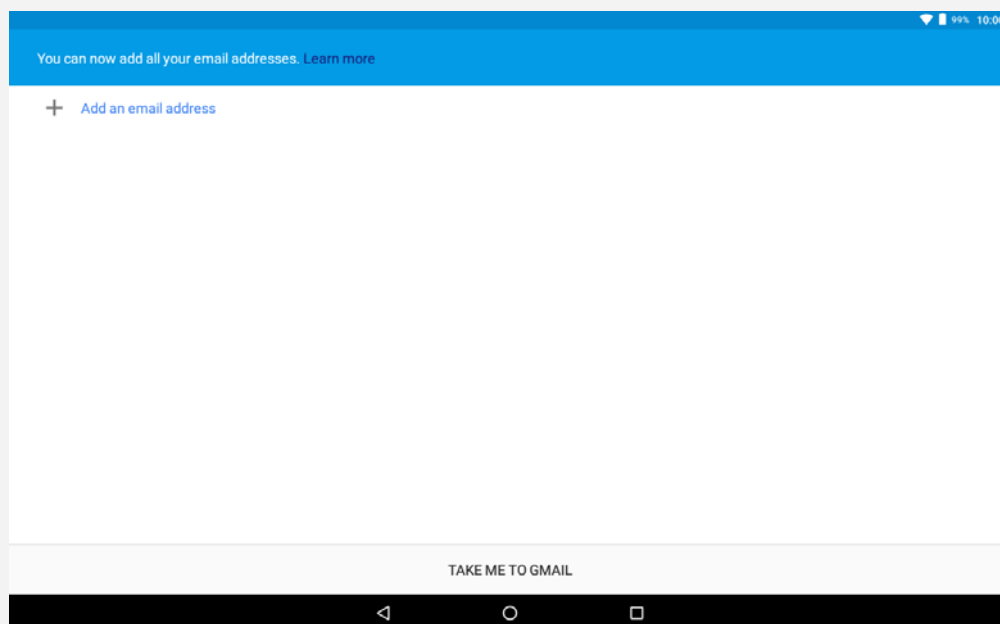 99% 10:00
You can now add all your email addresses. Learn more
Add an email address
TAKE ME TO GMAIL